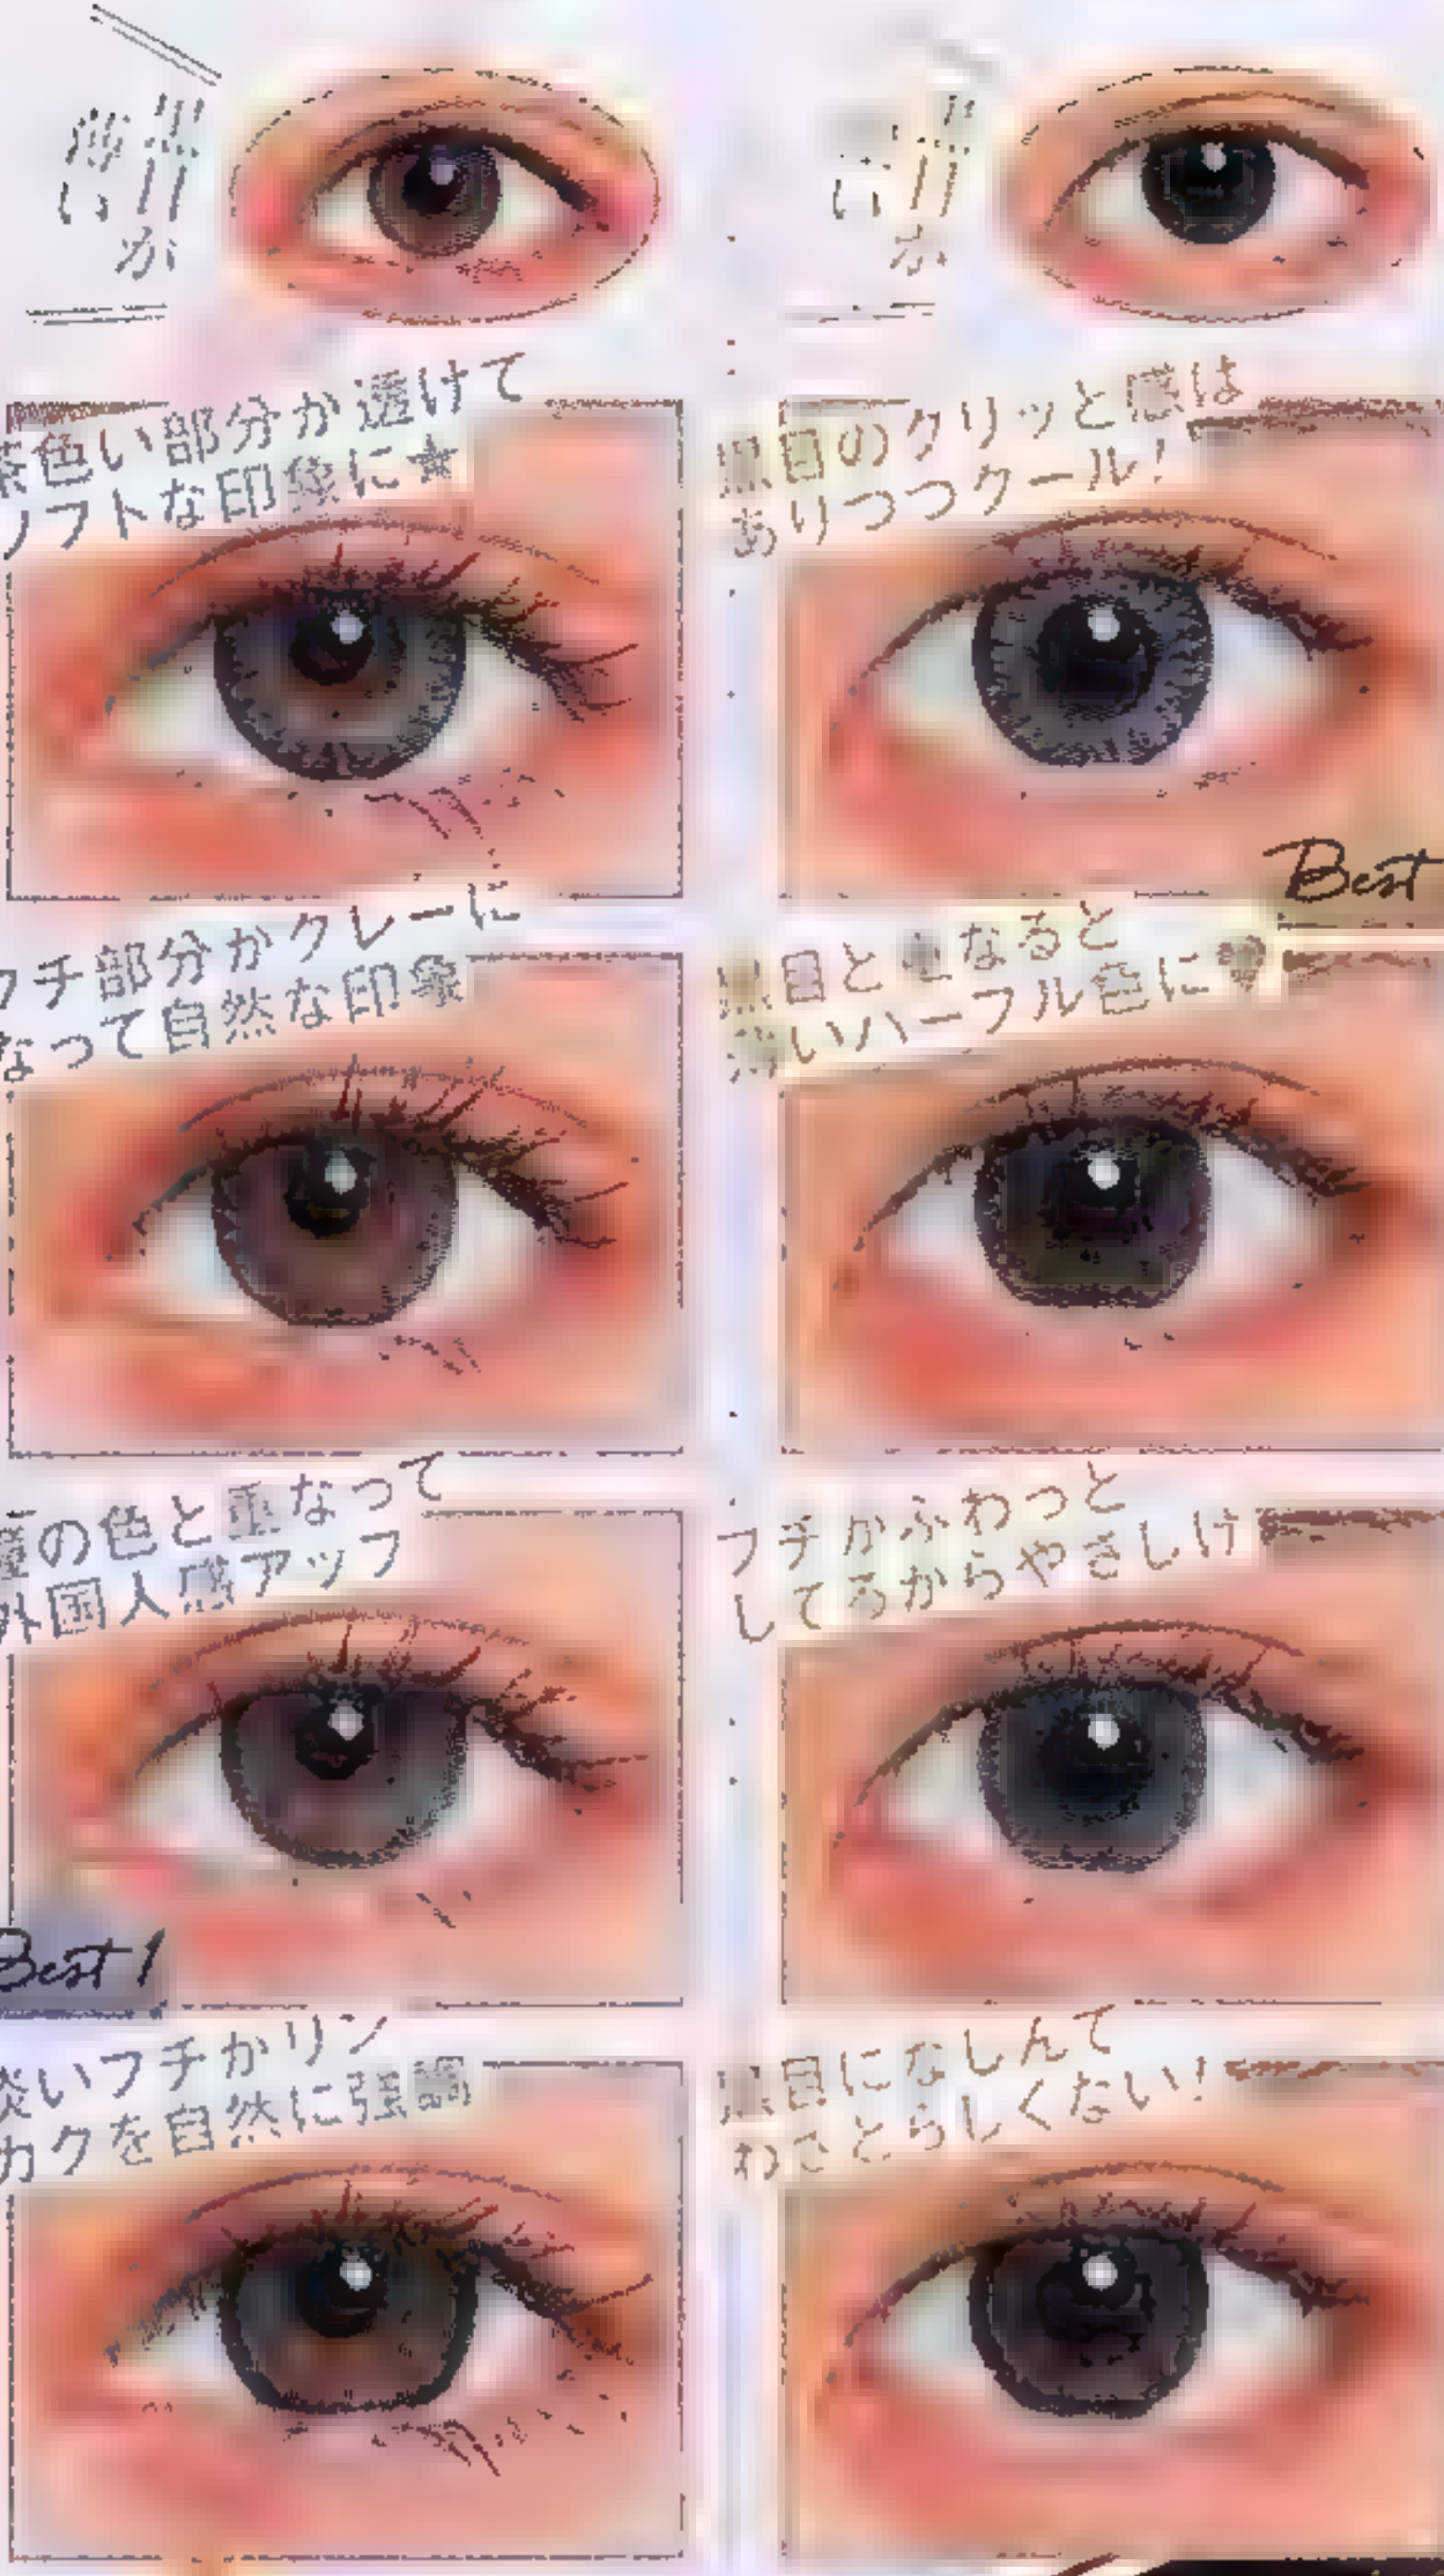 茶色い部分が透けて
ソフトな印象に★
黒目のクリッと感は
ありつつクール!
Best
フチ部分がグレーに
なって自然な印象
黒目と重なると
いいハーフル色に♥
瞳の色と重なって
外国人感アップ
Best 1
フチがふわっと
してるからやさしげ
淡いフチがリン
カクを自然に強調
黒目になじんで
わざとらしくない!